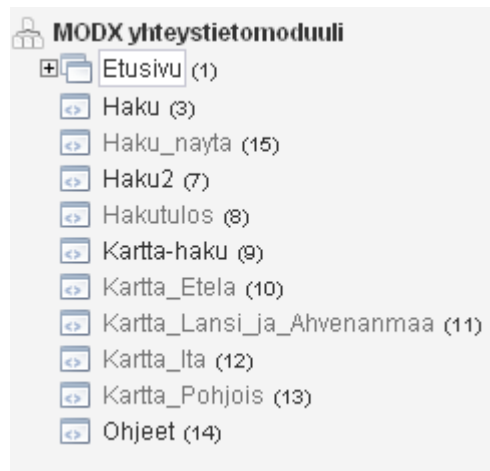 MODX yhteystietomoduuli
Etusivu (1)
Haku (3)
Haku_nayta (15)
Haku2 (7)
Hakutulos (8)
Kartta-haku (9)
Kartta_Etela (10)
Kartta_Lansi_ja_Ahvenanmaa (11)
Kartta_Ita (12)
Kartta_Pohjois (13)
Ohjeet (14)